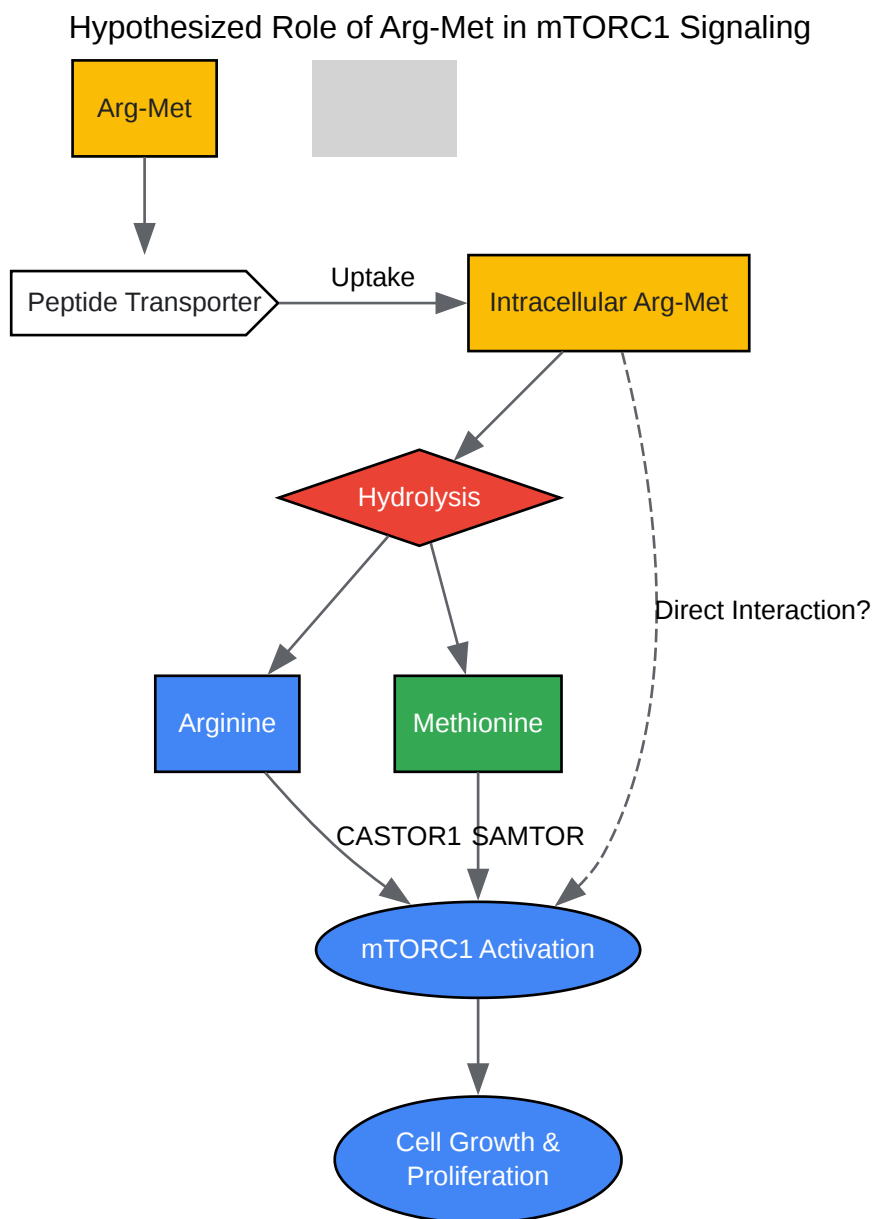 Hypothesized Role of Arg-Met in mTORC1 Signaling
Arg-Met
Peptide Transporter
Uptake
Intracellular Arg-Met
Hydrolysis
Direct Interaction?
Arginine
Methionine
CASTOR1
SAMTOR
mTORC1 Activation
Cell Growth &
Proliferation